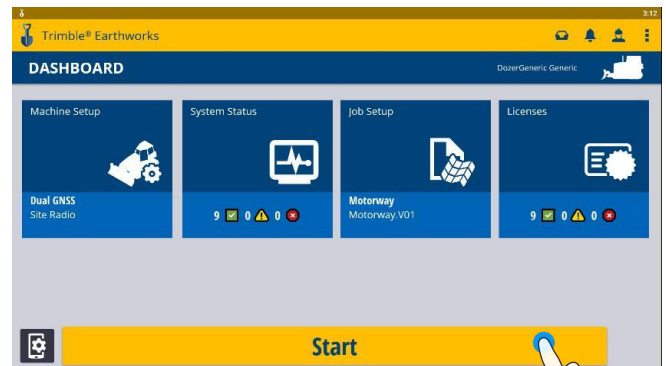 3:12
Trimble® Earthworks
DASHBOARD
DozerGeneric Generic
Machine Setup
Dual GNSS
Site Radio
System Status
9 0 0
Job Setup
Motorway
Motorway.V01
Licenses
9 0 0
Start